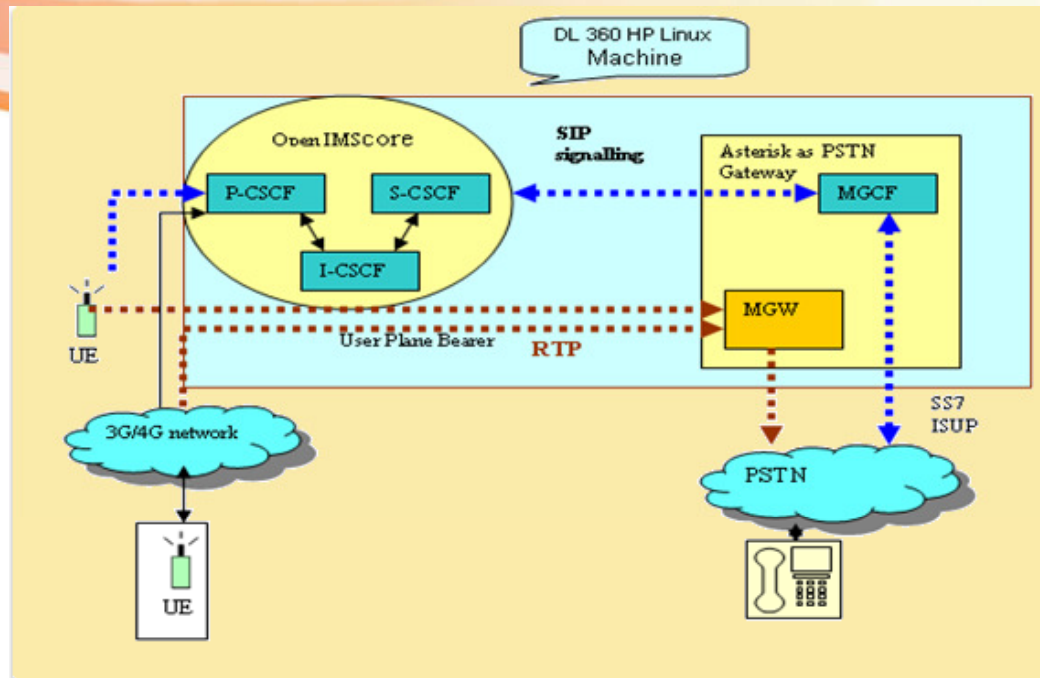 DL 360 HP Linux
Machine
Open IMScore
SIP
signalling
Asterisk as PSTN
Gateway
P-CSCF
S-CSCF
MGCF
I-CSCF
MGW
User Plane Bearer
RTP
UE
SS7
ISUP
3G/4G network
PSTN
UE